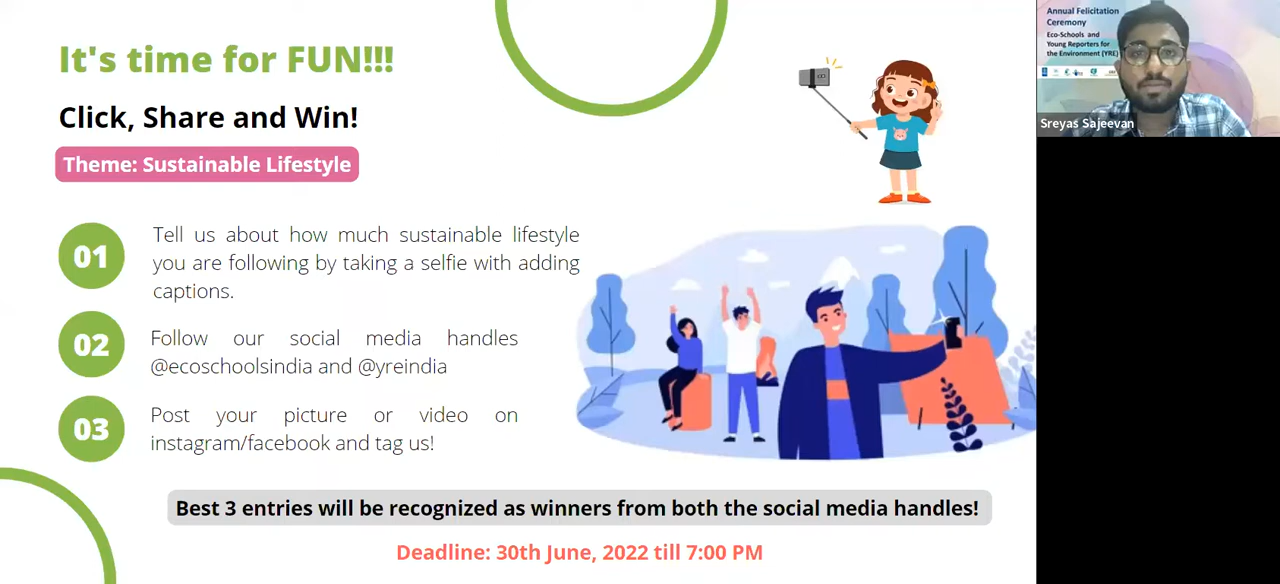 It's time for FUN!!!
Click, Share and Win!
Theme: Sustainable Lifestyle
01
Tell us about how much sustainable lifestyle
you are following by taking a selfie with adding
captions.
02
Follow our social media handles
@ecoschoolsindia and @yreindia
03
Post your picture or video on
instagram/facebook and tag us!
Best 3 entries will be recognized as winners from both the social media handles!
Deadline: 30th June, 2022 till 7:00 PM
Annual Felicitation
Ceremony
Eco-Schools and
Young Reporters for
the Environment (YRE)
Sreyas Sajeevan